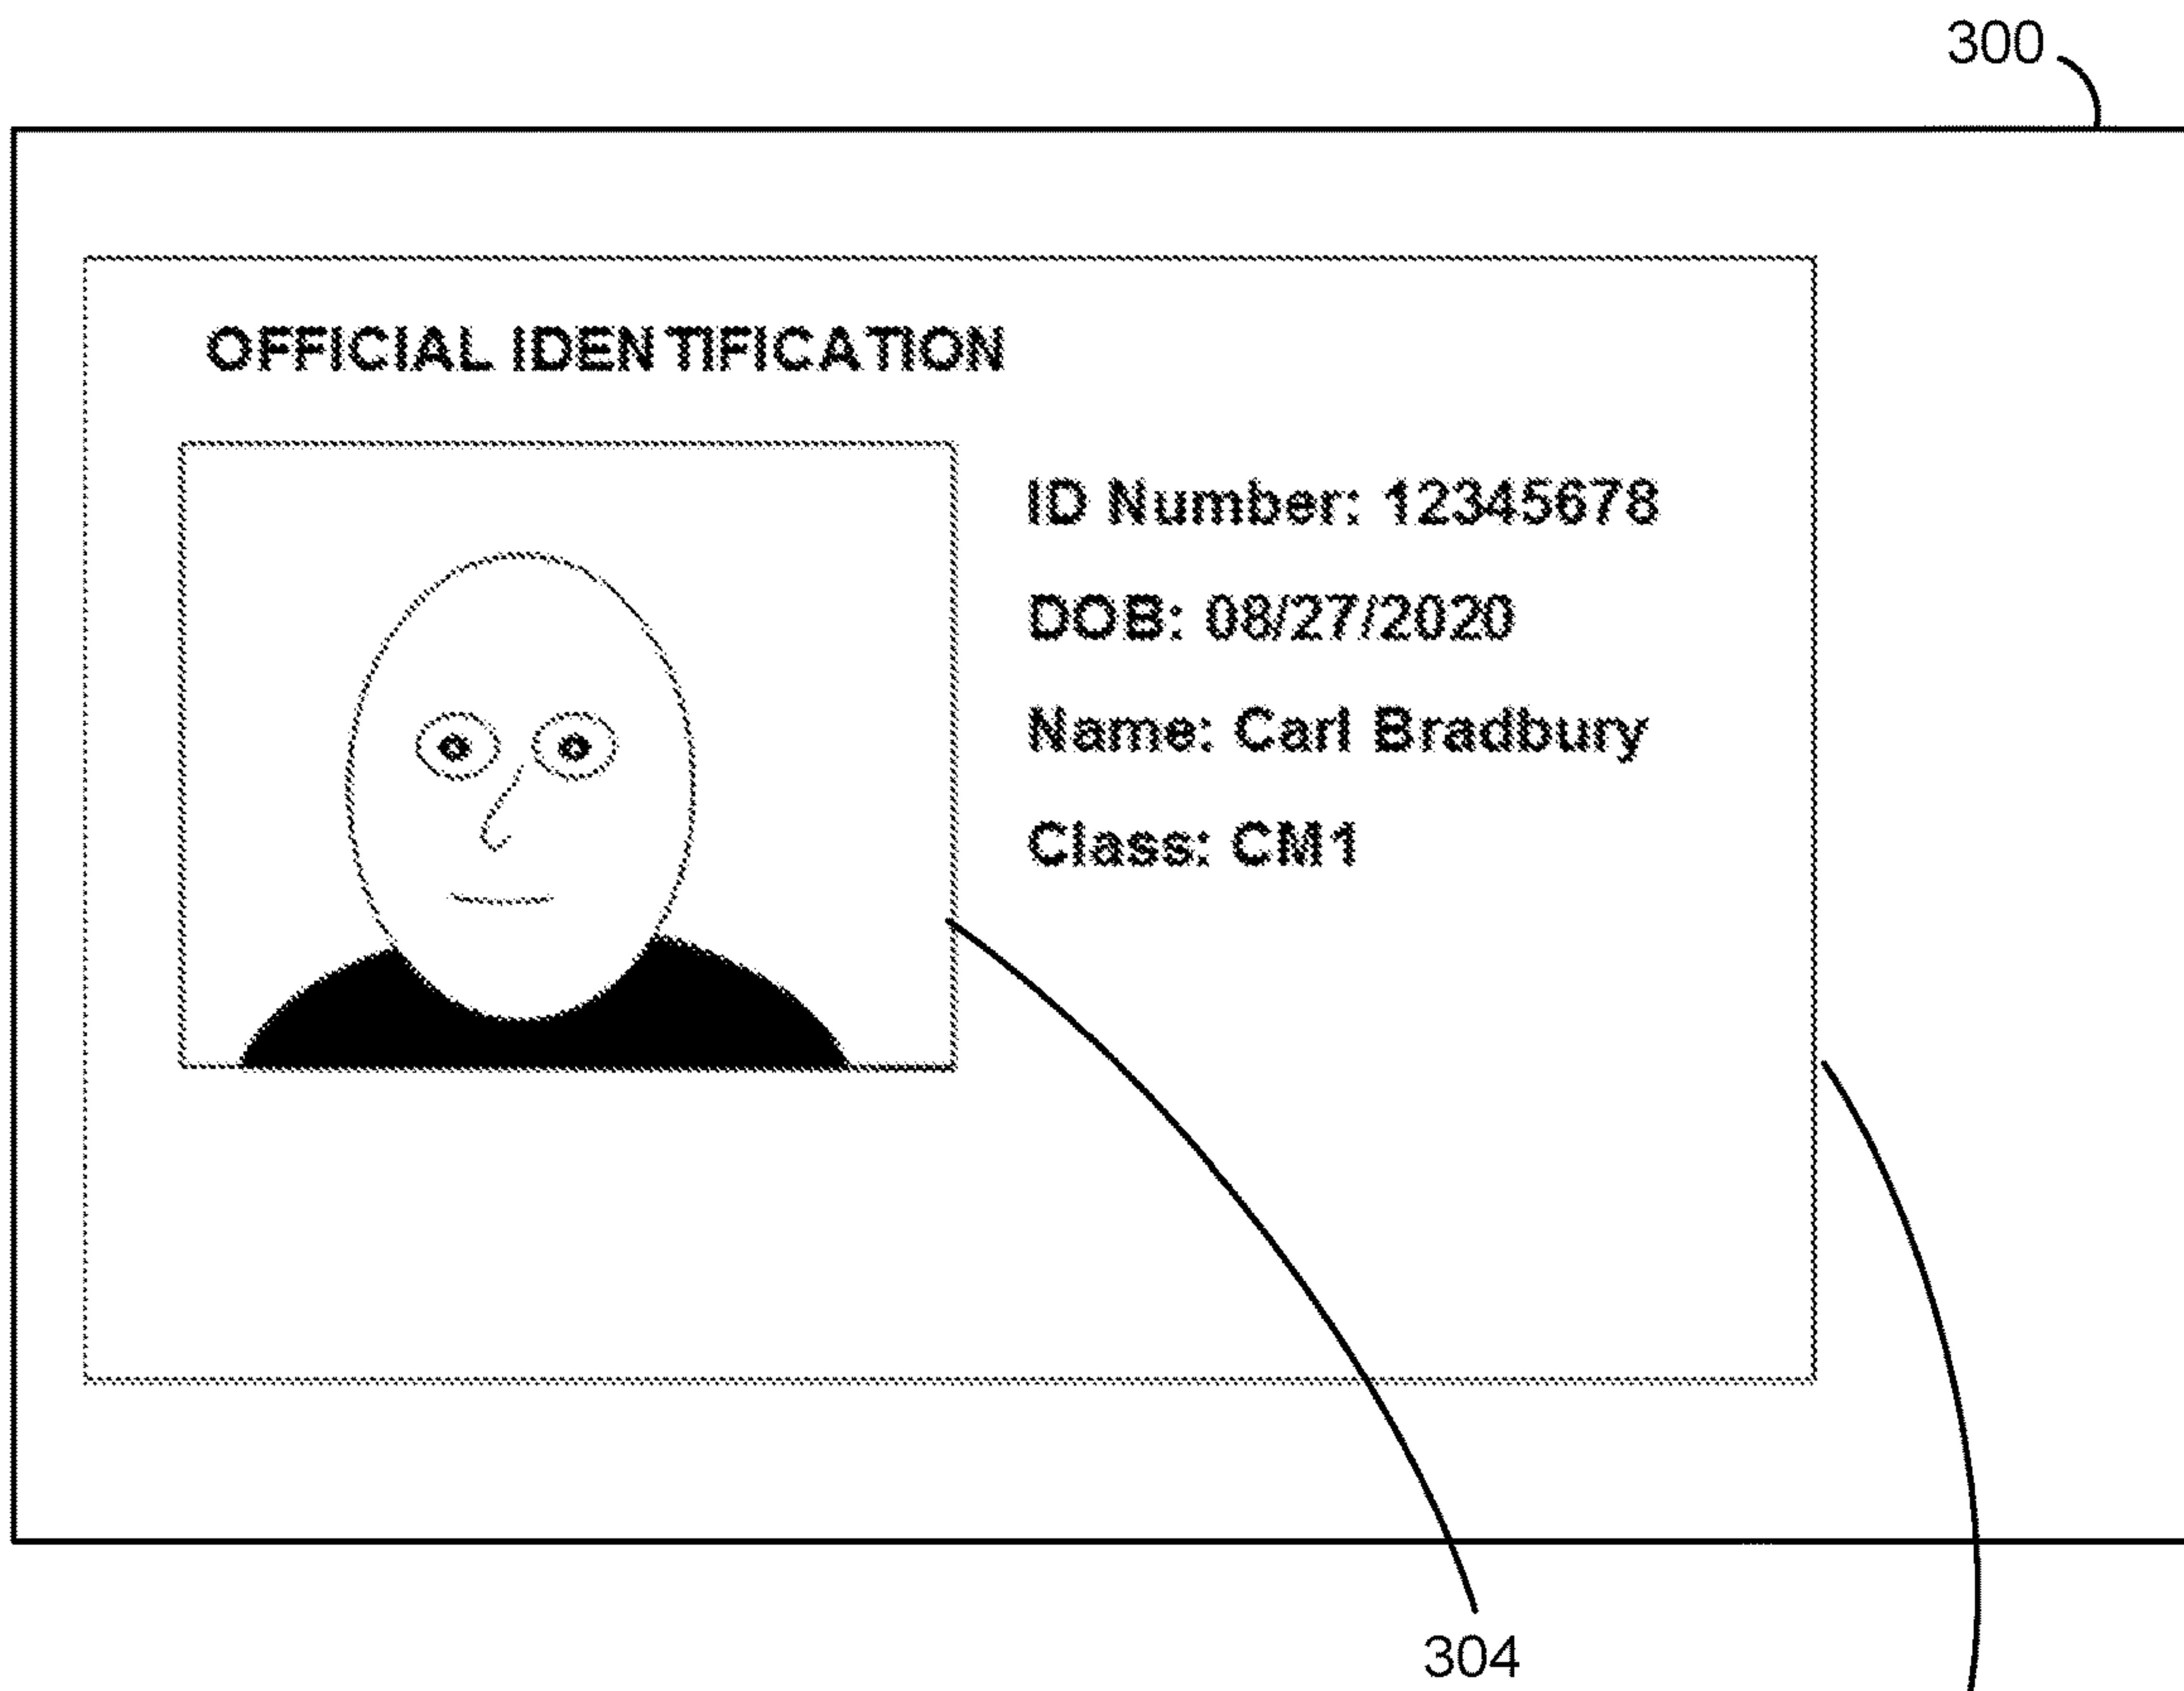 300
OFFICIAL IDENTIFICATION
ID Number: 12345678
DOB: 08/27/2020
Name: Carl Bradbury
Class: CM1
304